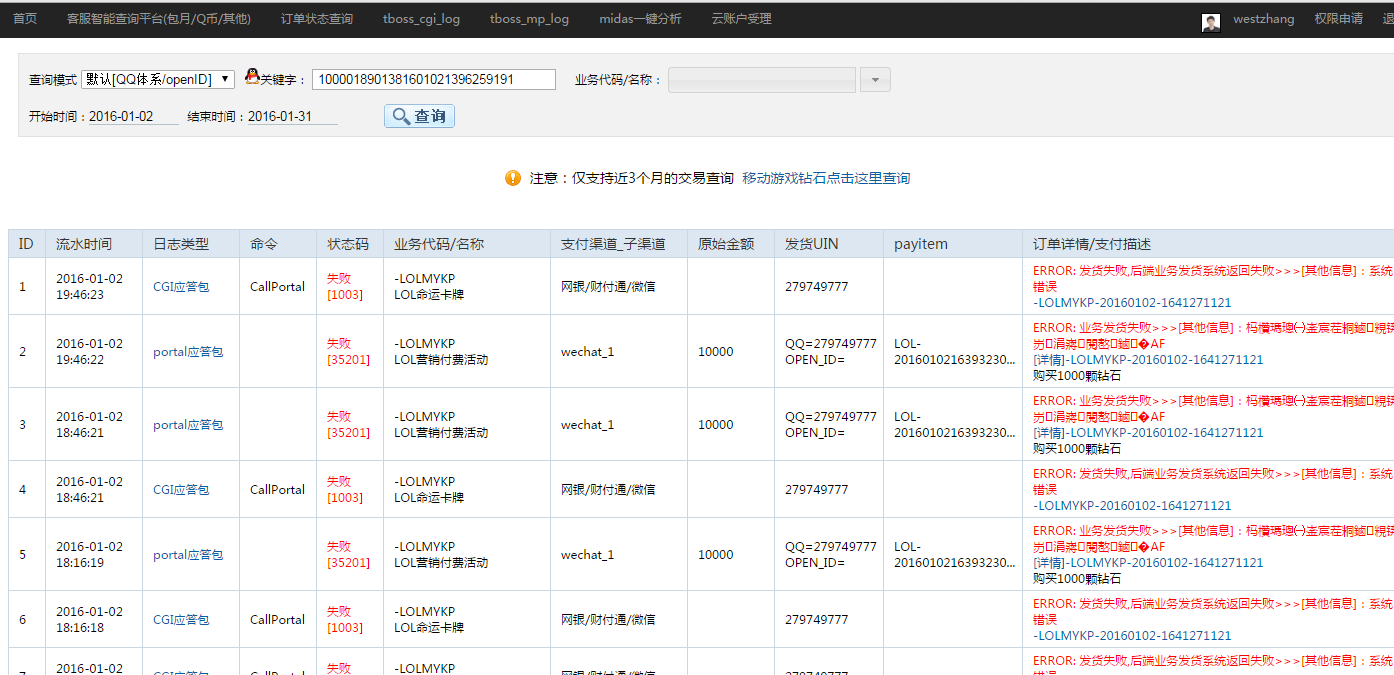 首页 客服智能查询平台(包月/Q币/其他) 订单状态查询 tboss_cgi_log tboss_mp_log midas一键分析 云账户受理 westzhang 权限申请
查询模式 默认[QQ体系/openID] 关键字： 1000018901381601021396259191 业务代码/名称：
开始时间：2016-01-02 结束时间：2016-01-31 查询
注意：仅支持近3个月的交易查询 移动游戏钻石点击这里查询
ID 流水时间 日志类型 命令 状态码 业务代码/名称 支付渠道_子渠道 原始金额 发货UIN payitem 订单详情/支付描述
1
2016-01-02
19:46:23
CGI应答包
CallPortal
失败
[1003]
-LOLMYKP
LOL命运卡牌
网银/财付通/微信
279749777
ERROR: 发货失败,后端业务发货系统返回失败>>>[其他信息]：系统
错误
-LOLMYKP-20160102-1641271121
2
2016-01-02
19:46:22
portal应答包
失败
[35201]
-LOLMYKP
LOL营销付费活动
wechat_1
10000
QQ=279749777
OPEN_ID=
LOL-
2016010216393230...
ERROR: 业务发货失败>>>[其他信息]：
AF
[详情]-LOLMYKP-20160102-1641271121
购买1000颗钻石
3
2016-01-02
18:46:21
portal应答包
失败
[35201]
-LOLMYKP
LOL营销付费活动
wechat_1
10000
QQ=279749777
OPEN_ID=
LOL-
2016010216393230...
ERROR: 业务发货失败>>>[其他信息]：
AF
[详情]-LOLMYKP-20160102-1641271121
购买1000颗钻石
4
2016-01-02
18:46:21
CGI应答包
CallPortal
失败
[1003]
-LOLMYKP
LOL命运卡牌
网银/财付通/微信
279749777
ERROR: 发货失败,后端业务发货系统返回失败>>>[其他信息]：系统
错误
-LOLMYKP-20160102-1641271121
5
2016-01-02
18:16:19
portal应答包
失败
[35201]
-LOLMYKP
LOL营销付费活动
wechat_1
10000
QQ=279749777
OPEN_ID=
LOL-
2016010216393230...
ERROR: 业务发货失败>>>[其他信息]：
AF
[详情]-LOLMYKP-20160102-1641271121
购买1000颗钻石
6
2016-01-02
18:16:18
CGI应答包
CallPortal
失败
[1003]
-LOLMYKP
LOL命运卡牌
网银/财付通/微信
279749777
ERROR: 发货失败,后端业务发货系统返回失败>>>[其他信息]：系统
错误
-LOLMYKP-20160102-1641271121
2016-01-02
失败
-LOLMYKP
ERROR: 发货失败,后端业务发货系统返回失败>>>[其他信息]：系统